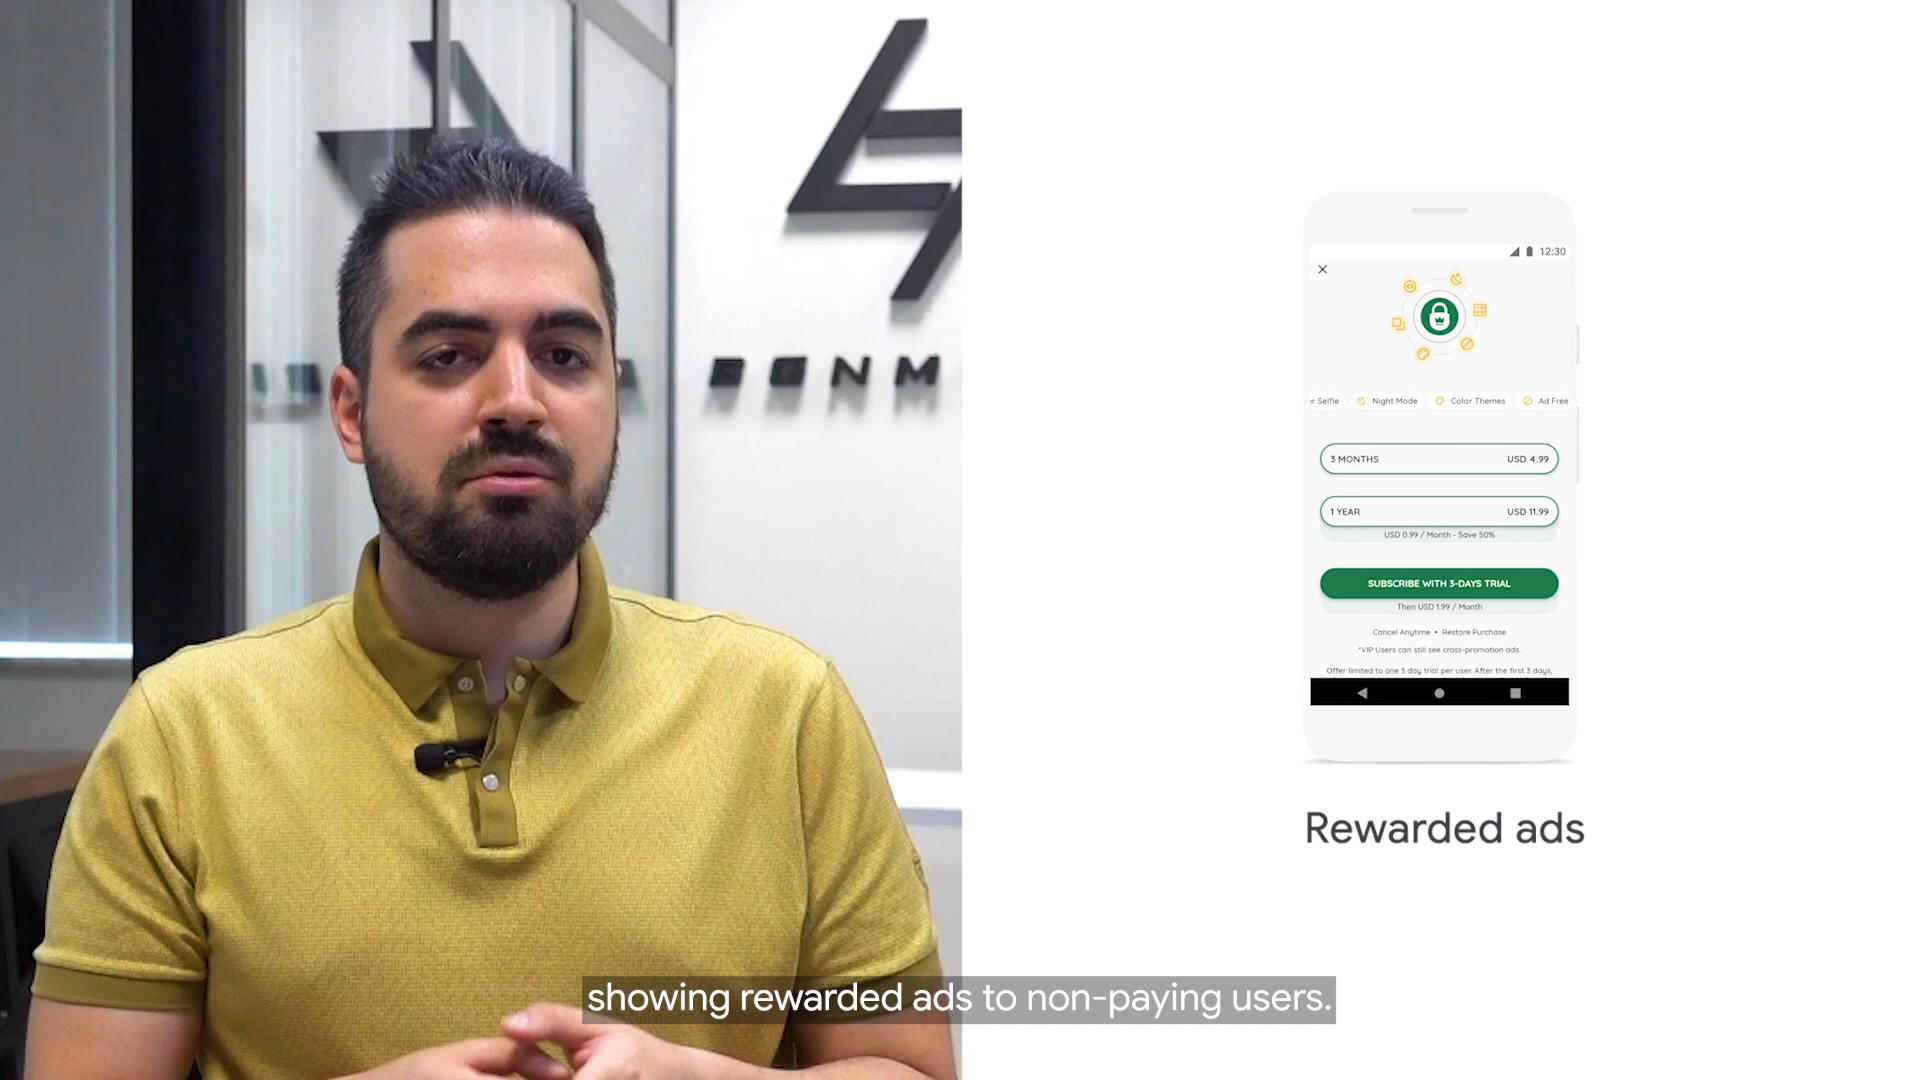 EGNM
12:30
r Selfie
Night Mode
Color Themes
Ad Free
3 MONTHS
USD 4.99
1 YEAR
USD 11.99
USD 0.99 / Month - Save 50%
SUBSCRIBE WITH 3-DAYS TRIAL
Then USD 1.99 / Month
Cancel Anytime • Restore Purchase
*VIP Users can still see cross-promotion ads.
Offer limited to one 3 day trial per user. After the first 3 days,
Rewarded ads
showing rewarded ads to non-paying users.